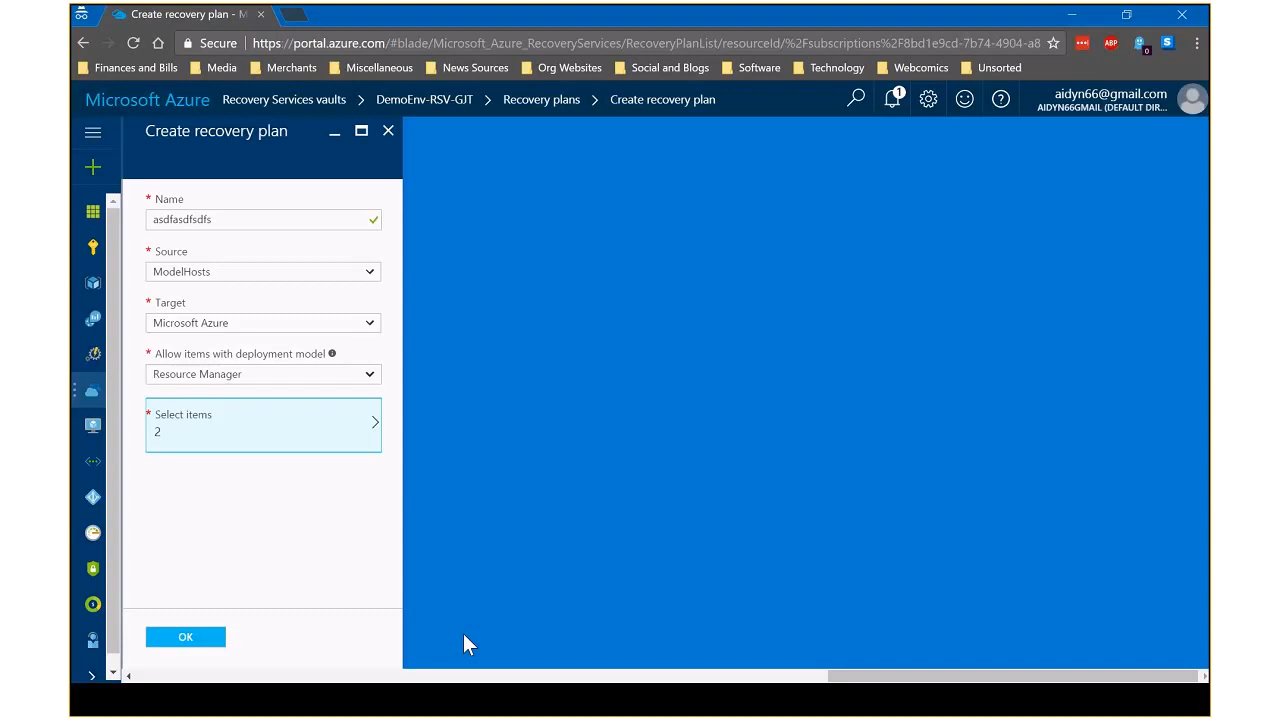 Create recovery plan - M
Secure
https://portal.azure.com/#blade/Microsoft_Azure_RecoveryServices/RecoveryPlanList/resourceId/%2Fsubscriptions%2F8bd1e9cd-7b74-4904-a8
ABP
0
S
Finances and Bills
Media
Merchants
Miscellaneous
News Sources
Org Websites
Social and Blogs
Software
Technology
Webcomics
Unsorted
Microsoft Azure
Recovery Services vaults > DemoEnv-RSV-GJT > Recovery plans > Create recovery plan
1
aidyn66@gmail.com
AIDYN66GMAIL (DEFAULT DIR...
Create recovery plan
* Name
asdfasdfsdfs
* Source
ModelHosts
* Target
Microsoft Azure
* Allow items with deployment model
Resource Manager
* Select items
2
OK